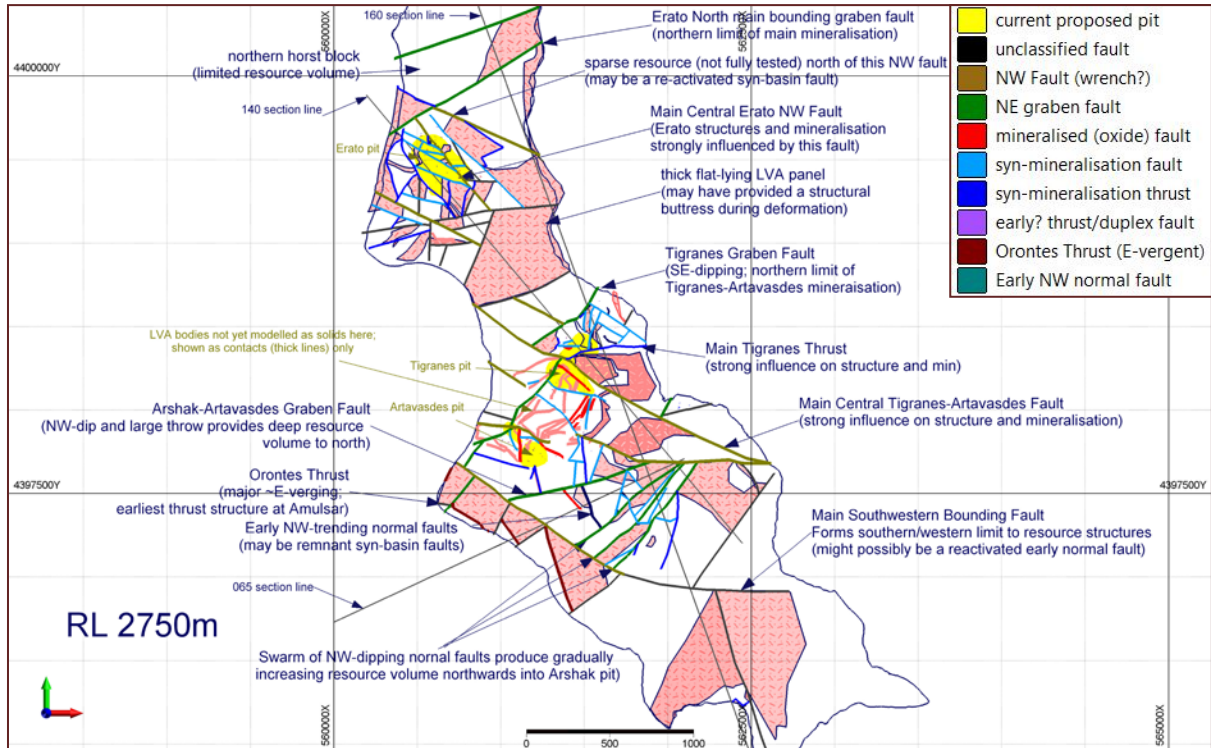 160 section line
Erato North main bounding graben fault
(northern limit of main mineralisation)
northern horst block
(limited resource volume)
sparse resource (not fully tested) north of this NW fault
(may be a re-activated syn-basin fault)
4400000Y
140 section line
Main Central Erato NW Fault
(Erato structures and mineralisation
strongly influenced by this fault)
Erato pit
thick flat-lying LVA panel
(may have provided a structural
buttress during deformation)
Tigranes Graben Fault
(SE-dipping; northern limit of
Tigranes-Artavasdes mineraisation)
LVA bodies not yet modelled as solids here;
shown as contacts (thick lines) only
Tigranes pit
Main Tigranes Thrust
(strong influence on structure and min)
Artavasdes pit
Arshak-Artavasdes Graben Fault
(NW-dip and large throw provides deep resource
volume to north)
Main Central Tigranes-Artavasdes Fault
(strong influence on structure and mineralisation)
Orontes Thrust
(major ~E-verging;
earliest thrust structure at Amulsar)
4397500Y
4397500Y
Early NW-trending normal faults
(may be remnant syn-basin faults)
Main Southwestern Bounding Fault
Forms southern/western limit to resource structures
(might possibly be a reactivated early normal fault)
065 section line
RL 2750m
Swarm of NW-dipping nornal faults produce gradually
increasing resource volume northwards into Arshak pit)
560000X
562500X
560000X
562500X
565000X
0
500
1000
current proposed pit
unclassified fault
NW Fault (wrench?)
NE graben fault
mineralised (oxide) fault
syn-mineralisation fault
syn-mineralisation thrust
early? thrust/duplex fault
Orontes Thrust (E-vergent)
Early NW normal fault